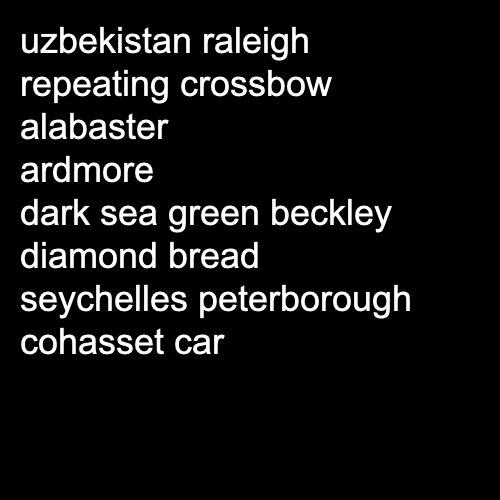 uzbekistan raleigh
repeating crossbow
alabaster
ardmore
dark sea green beckley
diamond bread
seychelles peterborough
cohasset car